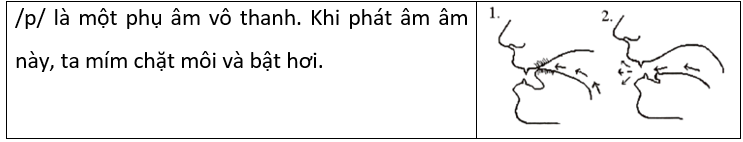 /p/ là một phụ âm vô thanh. Khi phát âm âm
này, ta mím chặt môi và bật hơi.
1.
2.